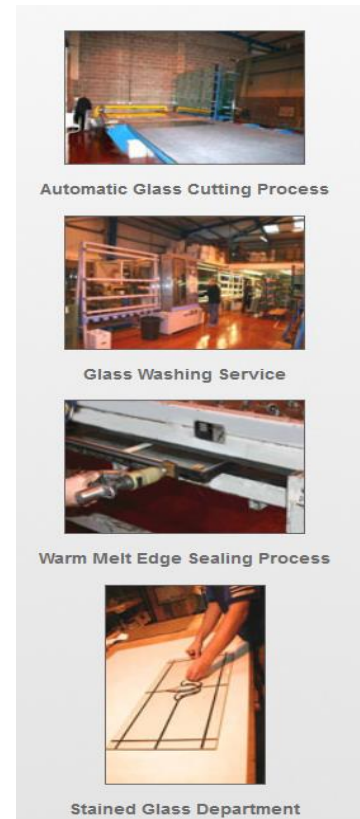 Automatic Glass Cutting Process
Glass Washing Service
Warm Melt Edge Sealing Process
Stained Glass Department